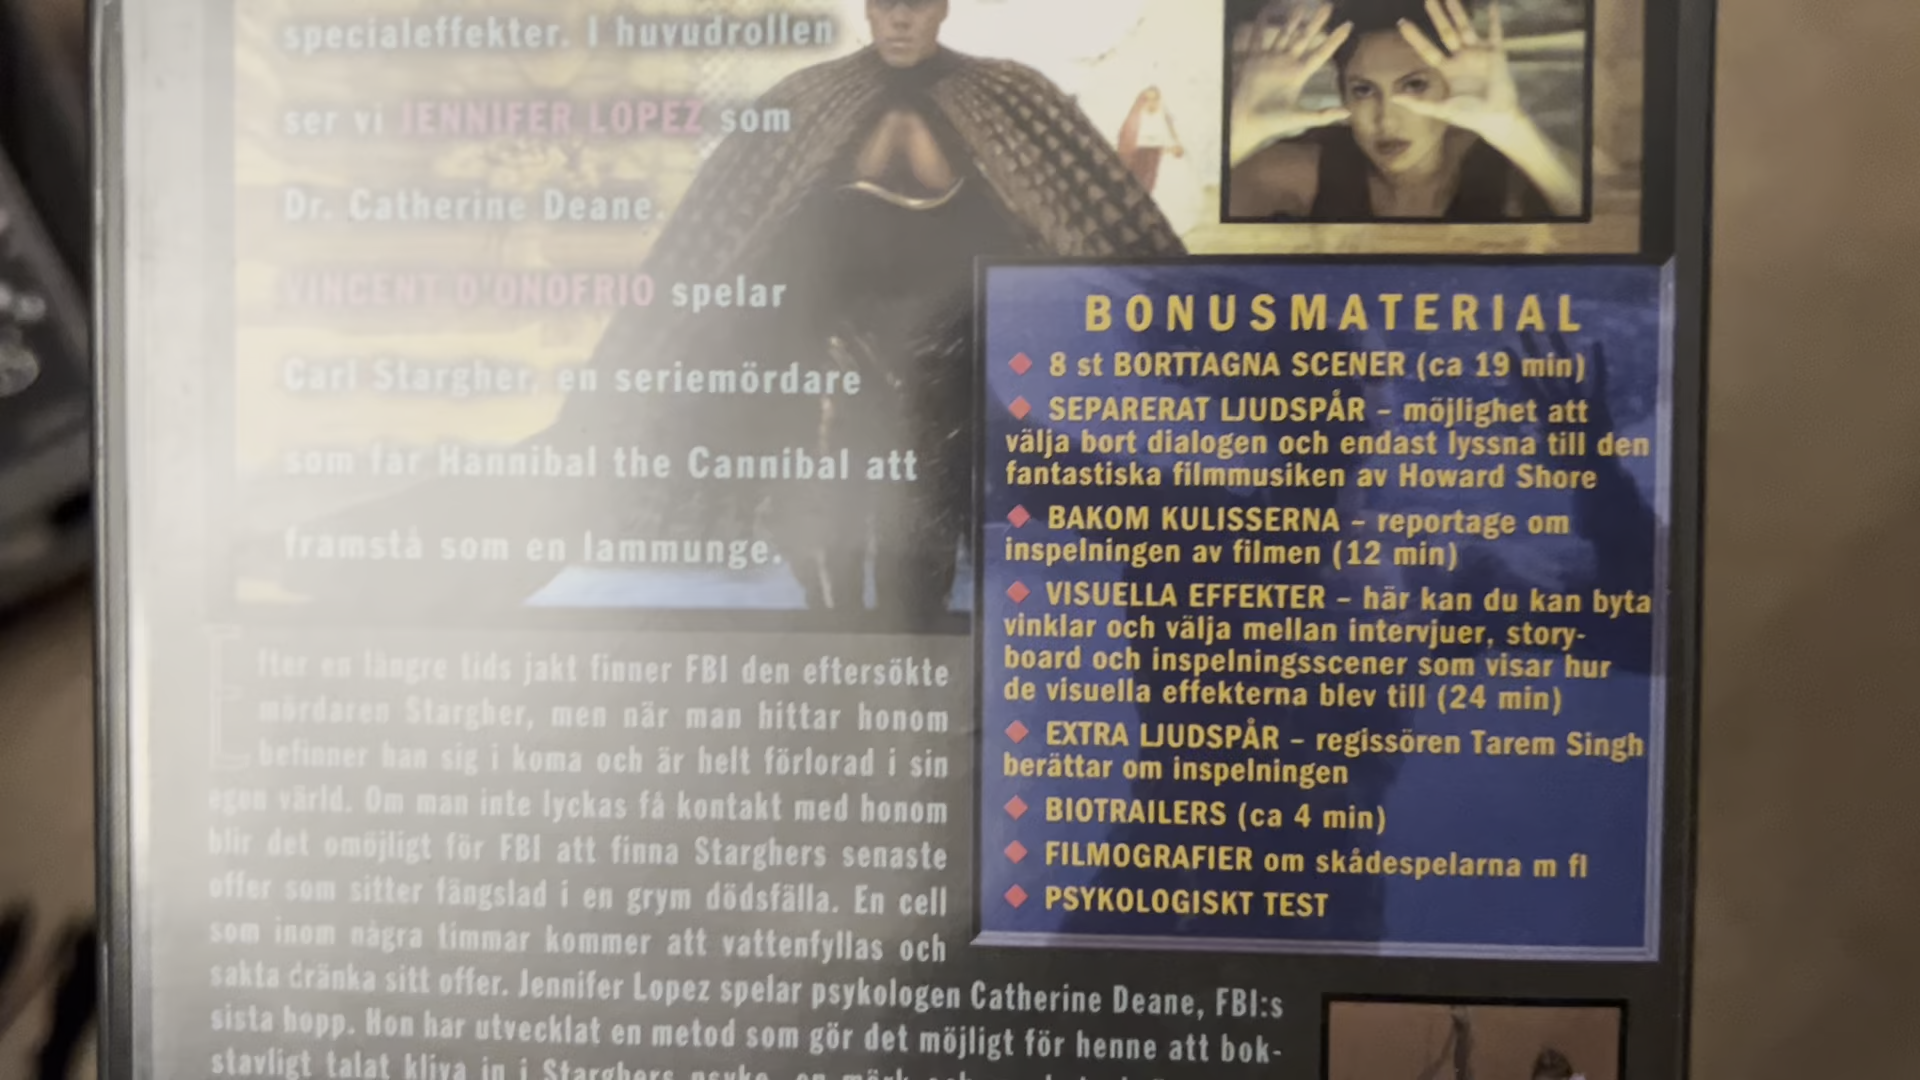 specialeffekter. I huvudrollen
ser vi JENNIFER LOPEZ som
Dr. Catherine Deane.
VINCENT D'ONOFRIO spelar
Carl Stargher, en seriemördare
som får Hannibal the Cannibal att
framstå som en lammunge.
BONUSMATERIAL
8 st BORTTAGNA SCENER (ca 19 min)
SEPARERAT LJUDSPÅR – möjlighet att
välja bort dialogen och endast lyssna till den
fantastiska filmmusiken av Howard Shore
BAKOM KULISSERNA – reportage om
inspelningen av filmen (12 min)
VISUELLA EFFEKTER – här kan du kan byta
vinklar och välja mellan intervjuer, story-
board och inspelningsscener som visar hur
de visuella effekterna blev till (24 min)
EXTRA LJUDSPÅR – regissören Tarem Singh
berättar om inspelningen
BIOTRAILERS (ca 4 min)
FILMOGRAFIER om skådespelarna m fl
PSYKOLOGISKT TEST
Efter en längre tids jakt finner FBI den eftersökte
mördaren Stargher, men när man hittar honom
befinner han sig i koma och är helt förlorad i sin
egen värld. Om man inte lyckas få kontakt med honom
blir det omöjligt för FBI att finna Starghers senaste
offer som sitter fängslad i en grym dödsfälla. En cell
som inom några timmar kommer att vattenfyllas och
sakta dränka sitt offer. Jennifer Lopez spelar psykologen Catherine Deane, FBI:s
sista hopp. Hon har utvecklat en metod som gör det möjligt för henne att bok-
stavligt talat kliva in i Starghers psyke, en mörk och